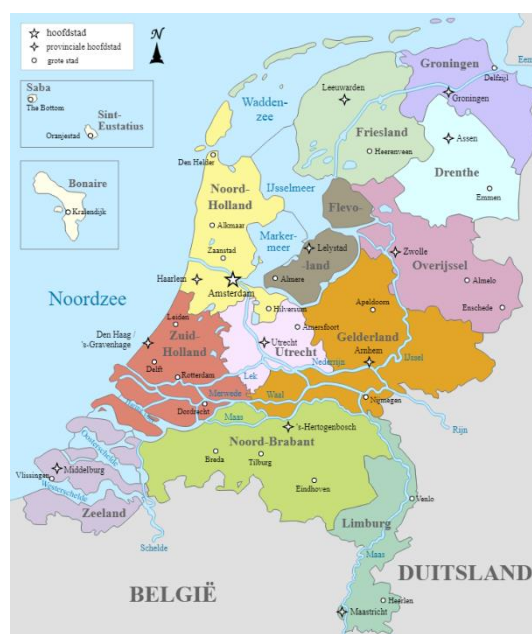 hoofdstad
provinciale hoofdstad
grote stad
N
Saba
The Bottom
Sint-
Eustatius
Oranjestad
Bonaire
Kralendijk
Groningen
Delfzijl
Eems
Groningen
Leeuwarden
Wadden-
zee
Friesland
Heerenveen
Assen
Drenthe
Emmen
Den Helder
Noord-
Holland
IJsselmeer
Alkmaar
Marker-
meer
Zaanstad
Flevo-
-land
Lelystad
Almere
Zwolle
Overijssel
Almelo
Enschede
Haarlem
Amsterdam
Noordzee
Hilversum
Apeldoorn
Leiden
Amersfoort
Den Haag /
's-Gravenhage
Zuid-
Holland
Utrecht
Utrecht
Gelderland
Arnhem
IJssel
Nederrijn
Delft
Rotterdam
Lek
Merwede
Waal
Dordrecht
Maas
Nijmegen
Rijn
's-Hertogenbosch
Noord-Brabant
Breda
Tilburg
Eindhoven
Oosterschelde
Middelburg
Vlissingen
Westerschelde
Zeeland
Schelde
Limburg
Venlo
Maas
BELGIË
DUITSLAND
Heerlen
Maastricht